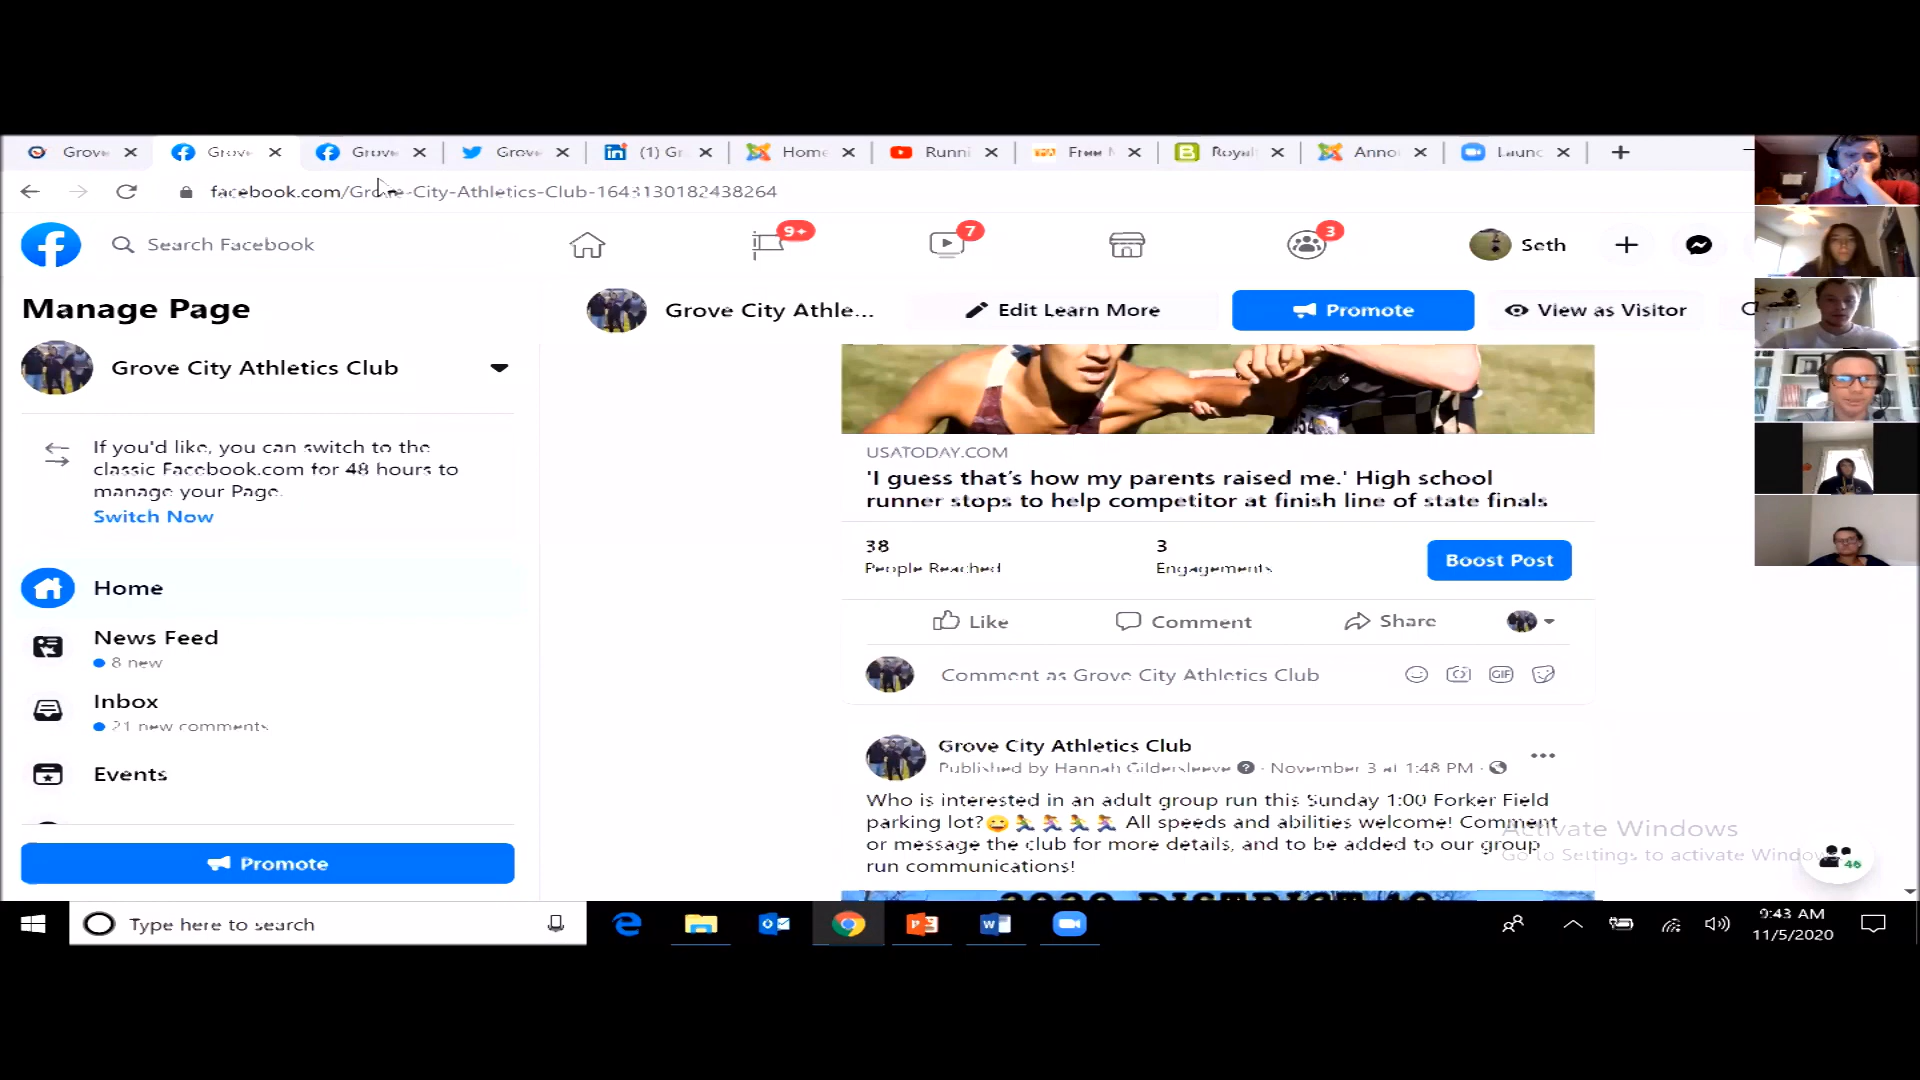 Grove
Grove
Grove
Grove
(1) Gr
Home
Runni
Free
Royal
Anno
Launc
facebook.com/Grove-City-Athletics-Club-1643130182438264
Search Facebook
9+
7
3
Seth
Manage Page
Grove City Athle...
Edit Learn More
Promote
View as Visitor
Grove City Athletics Club
If you'd like, you can switch to the
classic Facebook.com for 48 hours to
manage your Page.
Switch Now
Home
News Feed
8 new
Inbox
21 new comments
Events
Promote
USATODAY.COM
'I guess that's how my parents raised me.' High school
runner stops to help competitor at finish line of state finals
38
People Reached
3
Engagements
Boost Post
Like
Comment
Share
Comment as Grove City Athletics Club
GIF
Grove City Athletics Club
Published by Hannah Gildersleeve · November 3 at 1:48 PM ·
Who is interested in an adult group run this Sunday 1:00 Forker Field
parking lot?😀🏃🏃🏃🏃 All speeds and abilities welcome! Comment
or message the club for more details, and to be added to our group
run communications!
2020 DISTRICT 10
Activate Windows
Go to Settings to activate Windows.
46
Type here to search
9:43 AM
11/5/2020